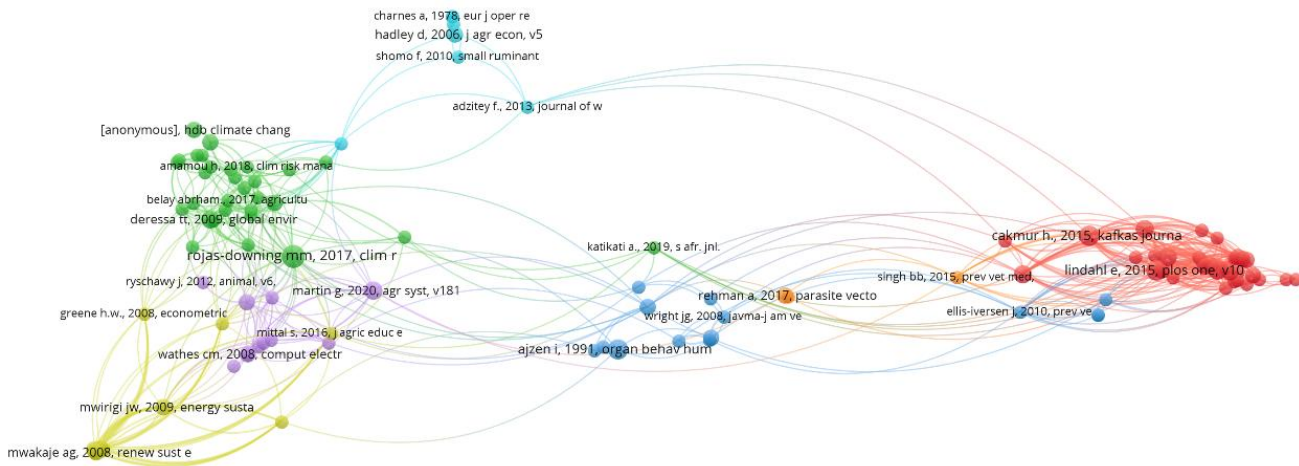 charnes a, 1978, eur j oper re
hadley d, 2006, j agr econ, v5
shomo f, 2010, small ruminant
adzitey f., 2013, journal of w
[anonymous], hdb climate chang
amamou h, 2018, clim risk mana
belay abrham., 2017, agricultu
deressa tt, 2009, global envir
rojas-downing mm, 2017, clim r
katikati a., 2019, s afr. jnl.
cakmur h., 2015, kafkas journa
lindahl e, 2015, plos one, v10
singh bb, 2015, prev vet med,
ryschawy j, 2012, animal, v6,
martin g, 2020, agr syst, v181
rehman a, 2017, parasite vecto
greene h.w., 2008, econometric
wright jg, 2008, javma-j am ve
ellis-iversen j, 2010, prev ve
mittal s, 2016, j agric educ e
wathes cm, 2008, comput electr
ajzen i, 1991, organ behav hum
mwirigi jw, 2009, energy susta
mwakaje ag, 2008, renew sust e